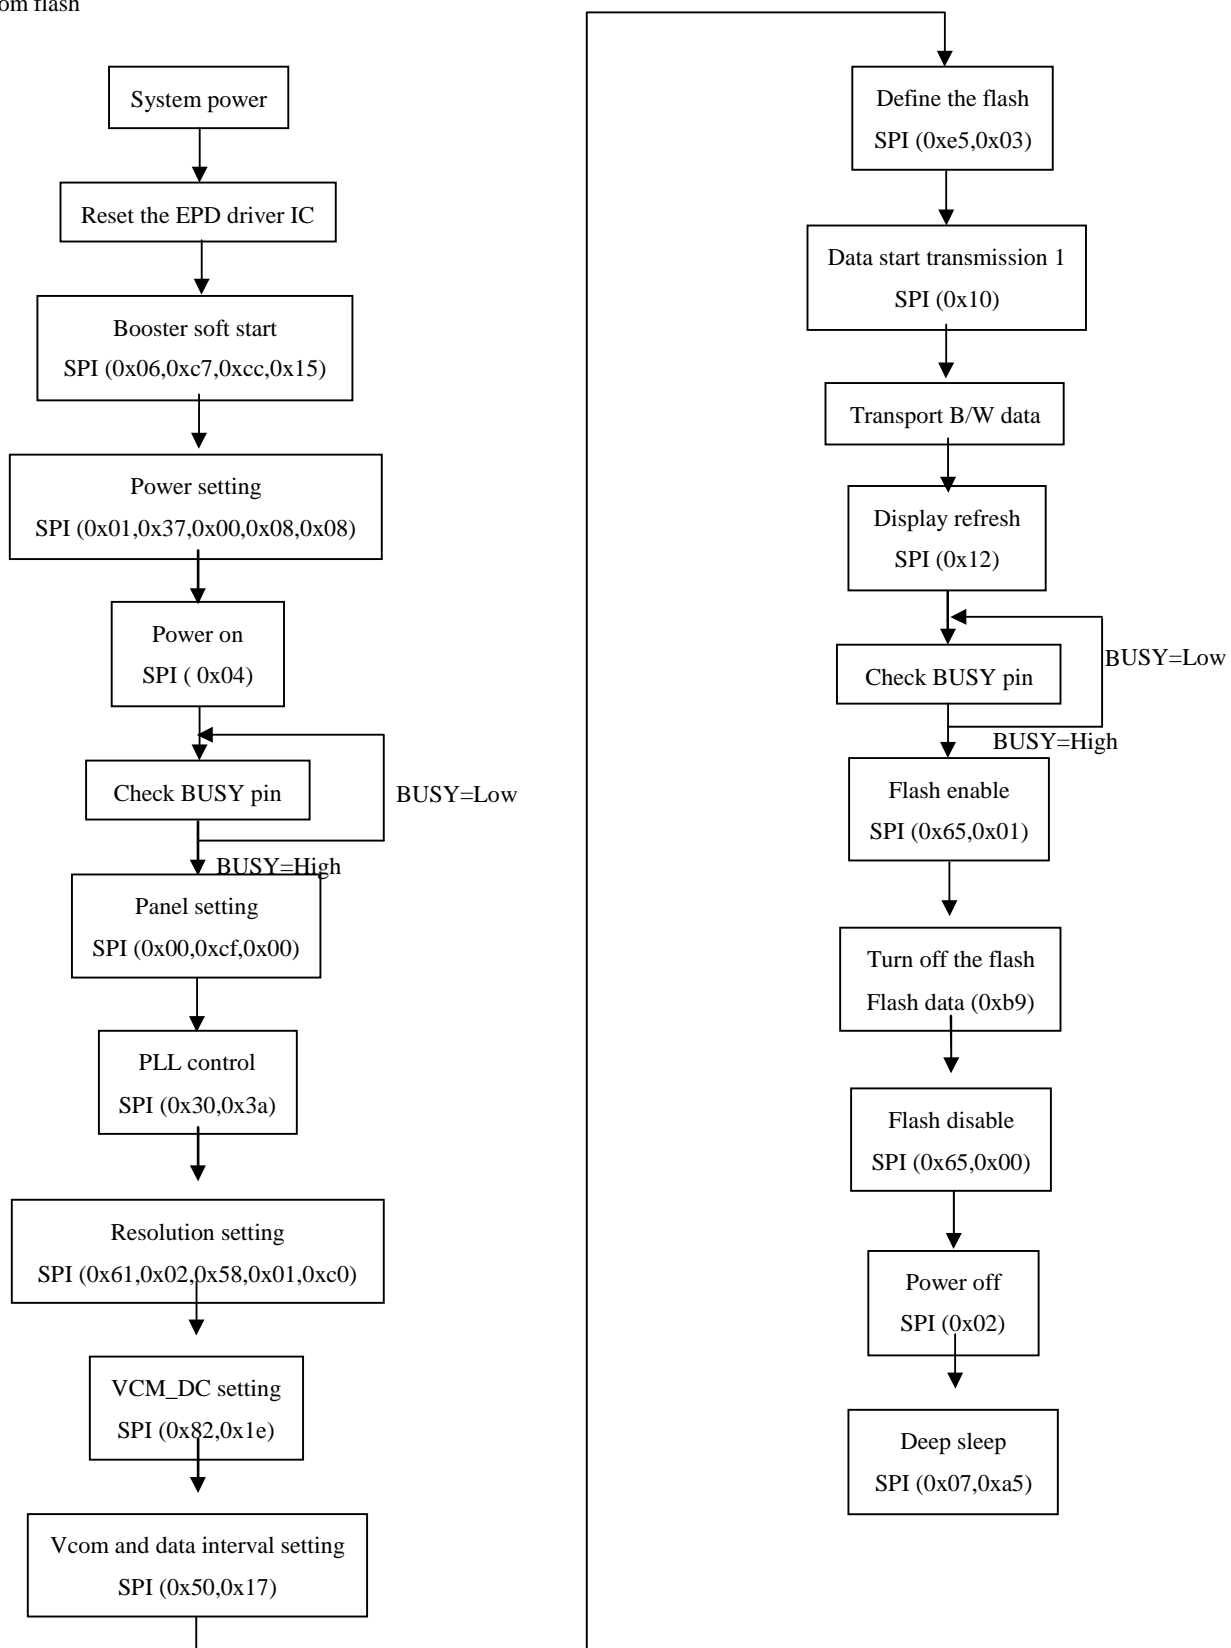 om flash
System power
Reset the EPD driver IC
Booster soft start
SPI (0x06,0xc7,0xcc,0x15)
Power setting
SPI (0x01,0x37,0x00,0x08,0x08)
Power on
SPI ( 0x04)
Check BUSY pin
BUSY=Low
BUSY=High
Panel setting
SPI (0x00,0xcf,0x00)
PLL control
SPI (0x30,0x3a)
Resolution setting
SPI (0x61,0x02,0x58,0x01,0xc0)
VCM_DC setting
SPI (0x82,0x1e)
Vcom and data interval setting
SPI (0x50,0x17)
Define the flash
SPI (0xe5,0x03)
Data start transmission 1
SPI (0x10)
Transport B/W data
Display refresh
SPI (0x12)
Check BUSY pin
BUSY=Low
BUSY=High
Flash enable
SPI (0x65,0x01)
Turn off the flash
Flash data (0xb9)
Flash disable
SPI (0x65,0x00)
Power off
SPI (0x02)
Deep sleep
SPI (0x07,0xa5)